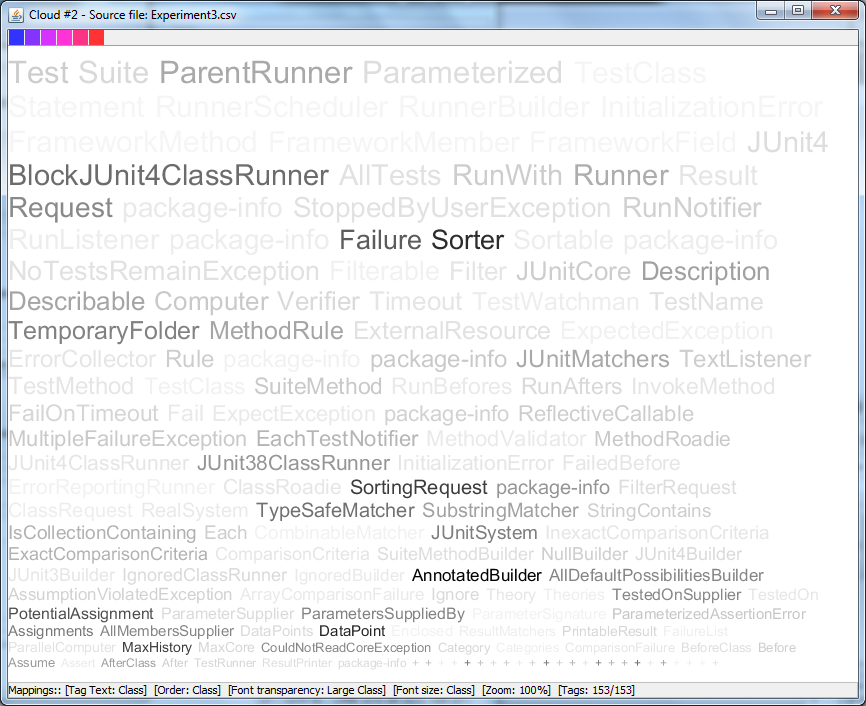 Cloud #2 - Source file: Experiment3.csv
Test Suite ParentRunner Parameterized TestClass
Statement RunnerScheduler RunnerBuilder InitializationError
FrameworkMethod FrameworkMember FrameworkField JUnit4
BlockJUnit4ClassRunner AllTests RunWith Runner Result
Request package-info StoppedByUserException RunNotifier
RunListener package-info Failure Sorter Sortable package-info
NoTestsRemainException Filterable Filter JUnitCore Description
Describable Computer Verifier Timeout TestWatchman TestName
TemporaryFolder MethodRule ExternalResource ExpectedException
ErrorCollector Rule package-info package-info JUnitMatchers TextListener
TestMethod TestClass SuiteMethod RunBefores RunAfters InvokeMethod
FailOnTimeout Fail ExpectException package-info ReflectiveCallable
MultipleFailureException EachTestNotifier MethodValidator MethodRoadie
JUnit4ClassRunner JUnit38ClassRunner InitializationError FailedBefore
ErrorReportingRunner ClassRoadie SortingRequest package-info FilterRequest
ClassRequest RealSystem TypeSafeMatcher SubstringMatcher StringContains
IsCollectionContaining Each CombinableMatcher JUnitSystem InexactComparisonCriteria
ExactComparisonCriteria ComparisonCriteria SuiteMethodBuilder NullBuilder JUnit4Builder
JUnit3Builder IgnoredClassRunner IgnoredBuilder AnnotatedBuilder AllDefaultPossibilitiesBuilder
AssumptionViolatedException ArrayComparisonFailure Ignore Theory Theories TestedOnSupplier TestedOn
PotentialAssignment ParameterSupplier ParametersSuppliedBy ParameterSignature ParameterizedAssertionError
Assignments AllMembersSupplier DataPoints DataPoint Enclosed ResultMatchers PrintableResult FailureList
ParallelComputer MaxHistory MaxCore CouldNotReadCoreException Category Categories ComparisonFailure BeforeClass Before
Assume Assert AfterClass After TestRunner ResultPrinter package-info + + + + + + + + + + + + + + + + + + + + + + + +
Mappings:: [Tag Text: Class] [Order: Class] [Font transparency: Large Class] [Font size: Class] [Zoom: 100%] [Tags: 153/153]